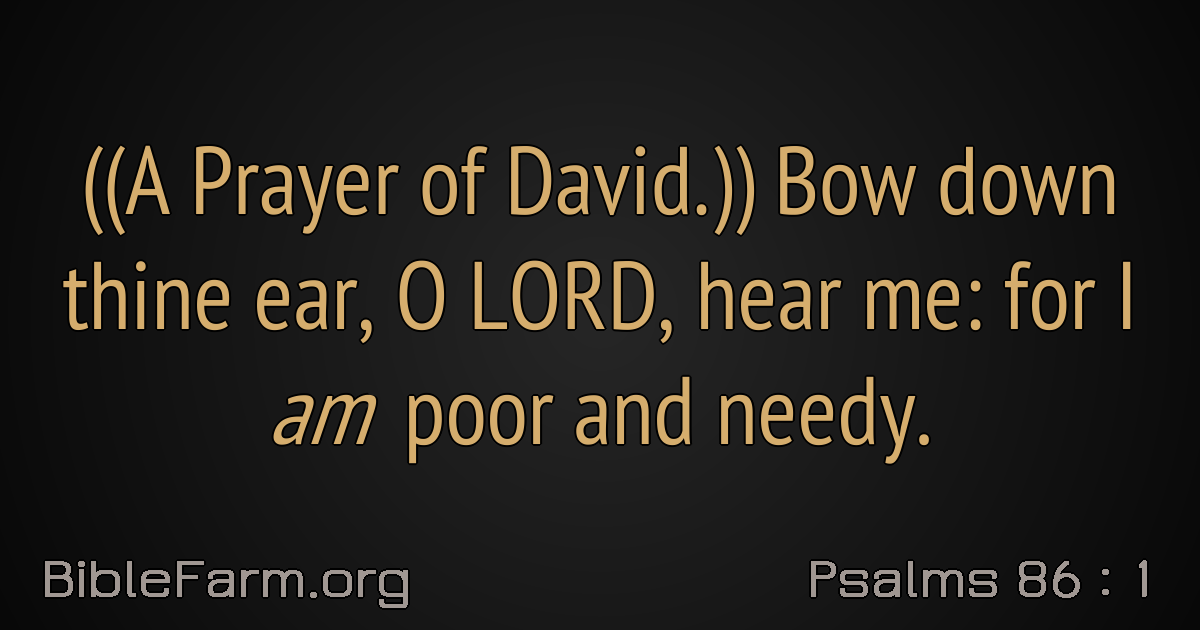 ((A Prayer of David.)) Bow down
thine ear, O LORD, hear me: for I
am poor and needy.
BibleFarm.org
Psalms 86 : 1